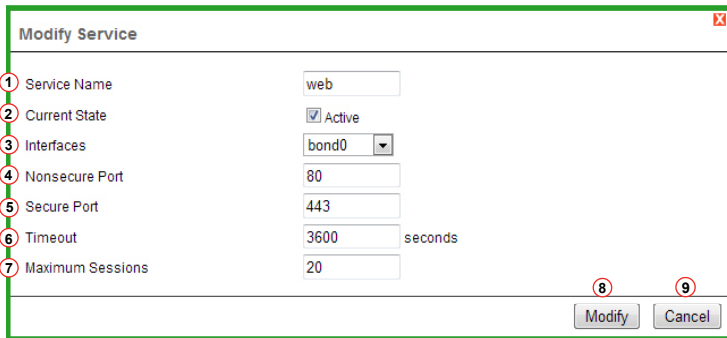 X
Modify Service
1 Service Name web
2 Current State Active
3 Interfaces bond0
4 Nonsecure Port 80
5 Secure Port 443
6 Timeout 3600 seconds
7 Maximum Sessions 20
8 9
Modify Cancel